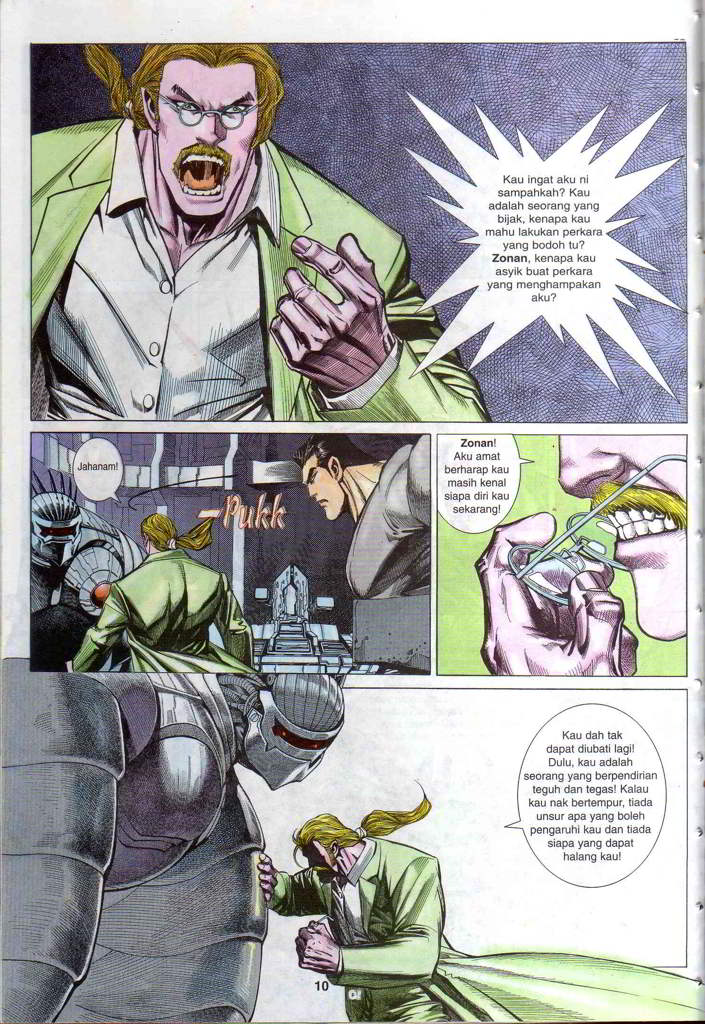 Kau ingat aku ni
sampahkah? Kau
adalah seorang yang
bijak, kenapa kau
mahu lakukan perkara
yang bodoh tu?
Zonan, kenapa kau
asyik buat perkara
yang menghampakan
aku?
Jahanam!
Pukk
Zonan!
Aku amat
berharap kau
masih kenal
siapa diri kau
sekarang!
Kau dah tak
dapat diubati lagi!
Dulu, kau adalah
seorang yang berpendirian
teguh dan tegas! Kalau
kau nak bertempur, tiada
unsur apa yang boleh
pengaruhi kau dan tiada
siapa yang dapat
halang kau!
10